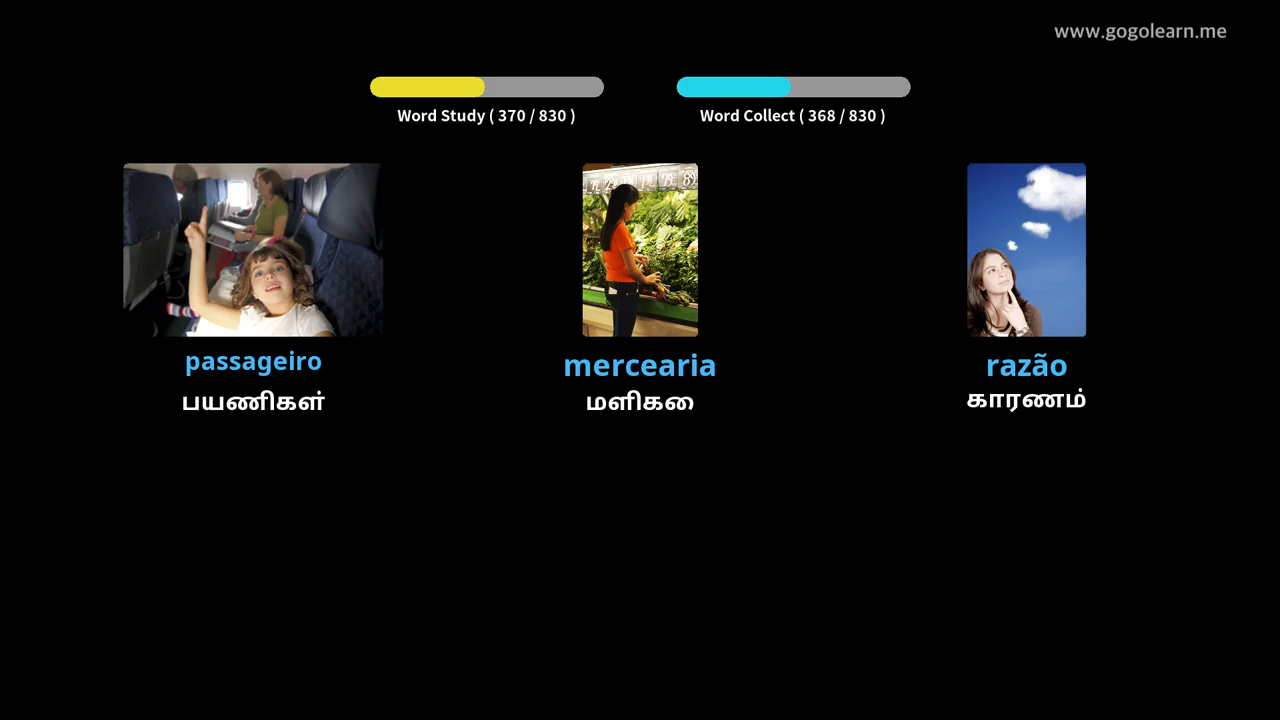 www.gogolearn.me
Word Study ( 370 / 830 )
Word Collect ( 368 / 830 )
passageiro
mercearia
razão
பயணிகள்
மளிகை
காரணம்